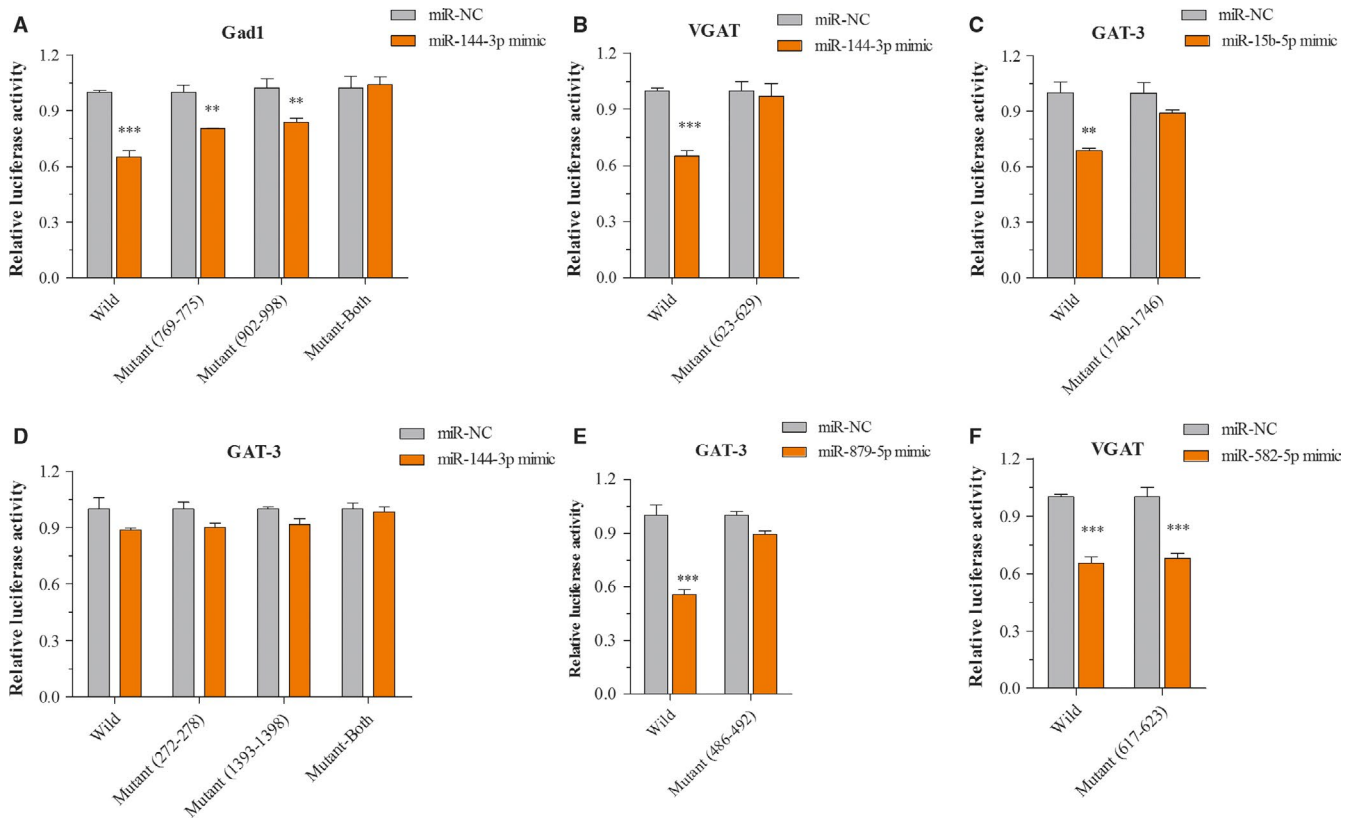 A
Gad1
miR-NC
miR-144-3p mimic
Relative luciferase activity
1.2
0.9
0.6
0.3
0.0
***
**
**
Wild
Mutant (769-775)
Mutant (902-998)
Mutant-Both
B
VGAT
miR-NC
miR-144-3p mimic
Relative luciferase activity
1.2
0.9
0.6
0.3
0.0
***
Wild
Mutant (623-629)
C
GAT-3
miR-NC
miR-15b-5p mimic
Relative luciferase activity
1.2
0.9
0.6
0.3
0.0
**
Wild
Mutant (1740-1746)
D
GAT-3
miR-NC
miR-144-3p mimic
Relative luciferase activity
1.2
0.9
0.6
0.3
0.0
Wild
Mutant (272-278)
Mutant (1393-1398)
Mutant-Both
E
GAT-3
miR-NC
miR-879-5p mimic
Relative luciferase activity
1.2
0.9
0.6
0.3
0.0
***
Wild
Mutant (486-492)
F
VGAT
miR-NC
miR-582-5p mimic
Relative luciferase activity
1.2
0.9
0.6
0.3
0.0
***
***
Wild
Mutant (617-623)